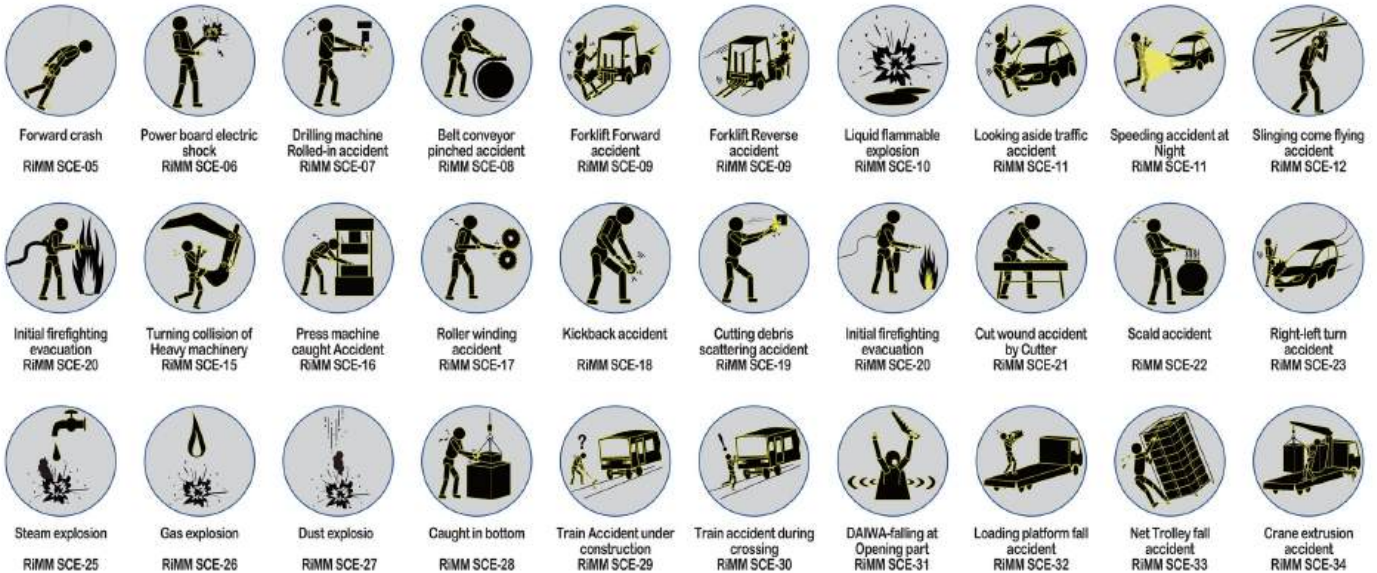 Forward crash
RiMM SCE-05
Power board electric
shock
RiMM SCE-06
Drilling machine
Rolled-in accident
RiMM SCE-07
Belt conveyor
pinched accident
RiMM SCE-08
Forklift Forward
accident
RiMM SCE-09
Forklift Reverse
accident
RiMM SCE-09
Liquid flammable
explosion
RiMM SCE-10
Looking aside traffic
accident
RiMM SCE-11
Speeding accident at
Night
RiMM SCE-11
Slinging come flying
accident
RiMM SCE-12
Initial firefighting
evacuation
RiMM SCE-20
Turning collision of
Heavy machinery
RiMM SCE-15
Press machine
caught Accident
RiMM SCE-16
Roller winding
accident
RiMM SCE-17
Kickback accident
RiMM SCE-18
Cutting debris
scattering accident
RiMM SCE-19
Initial firefighting
evacuation
RiMM SCE-20
Cut wound accident
by Cutter
RiMM SCE-21
Scald accident
RiMM SCE-22
Right-left turn
accident
RiMM SCE-23
Steam explosion
RiMM SCE-25
Gas explosion
RiMM SCE-26
Dust explosio
RiMM SCE-27
Caught in bottom
RiMM SCE-28
?
Train Accident under
construction
RiMM SCE-29
!
Train accident during
crossing
RiMM SCE-30
DAIWA-falling at
Opening part
RiMM SCE-31
Loading platform fall
accident
RiMM SCE-32
Net Trolley fall
accident
RiMM SCE-33
Crane extrusion
accident
RiMM SCE-34